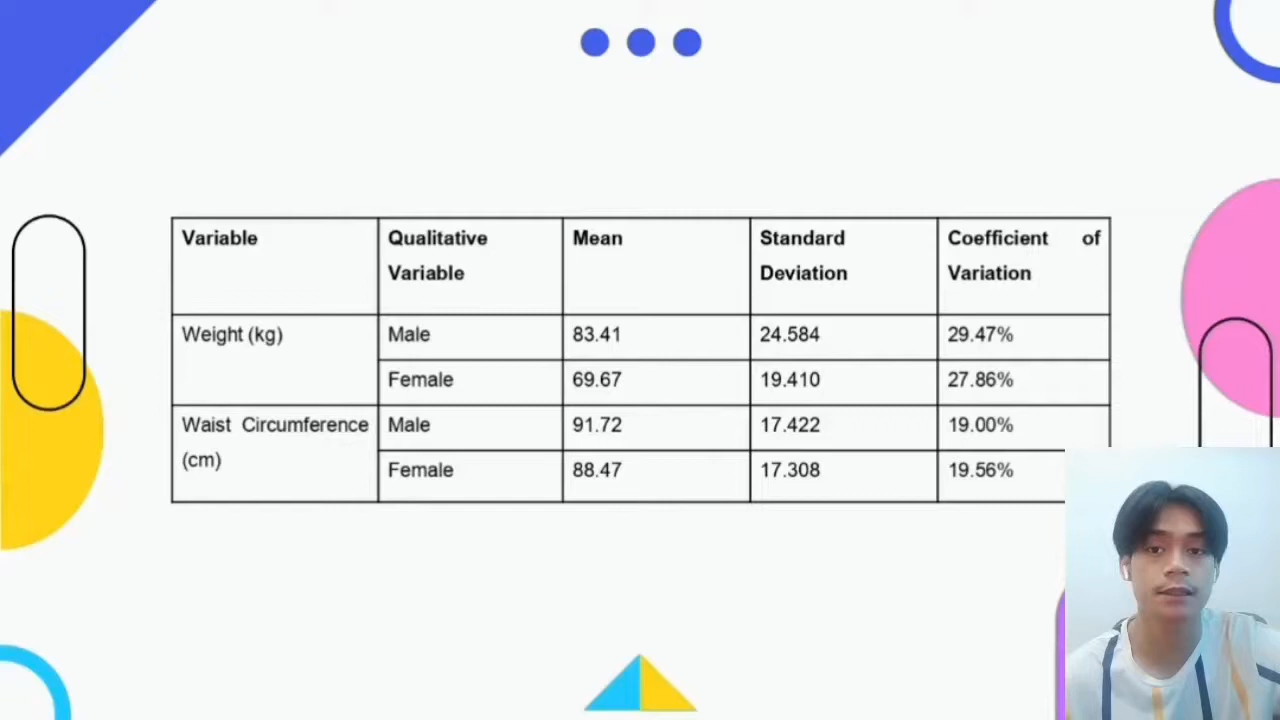 Variable Qualitative Variable Mean Standard Deviation Coefficient of Variation
Weight (kg) Male 83.41 24.584 29.47%
Female 69.67 19.410 27.86%
Waist Circumference (cm) Male 91.72 17.422 19.00%
Female 88.47 17.308 19.56%